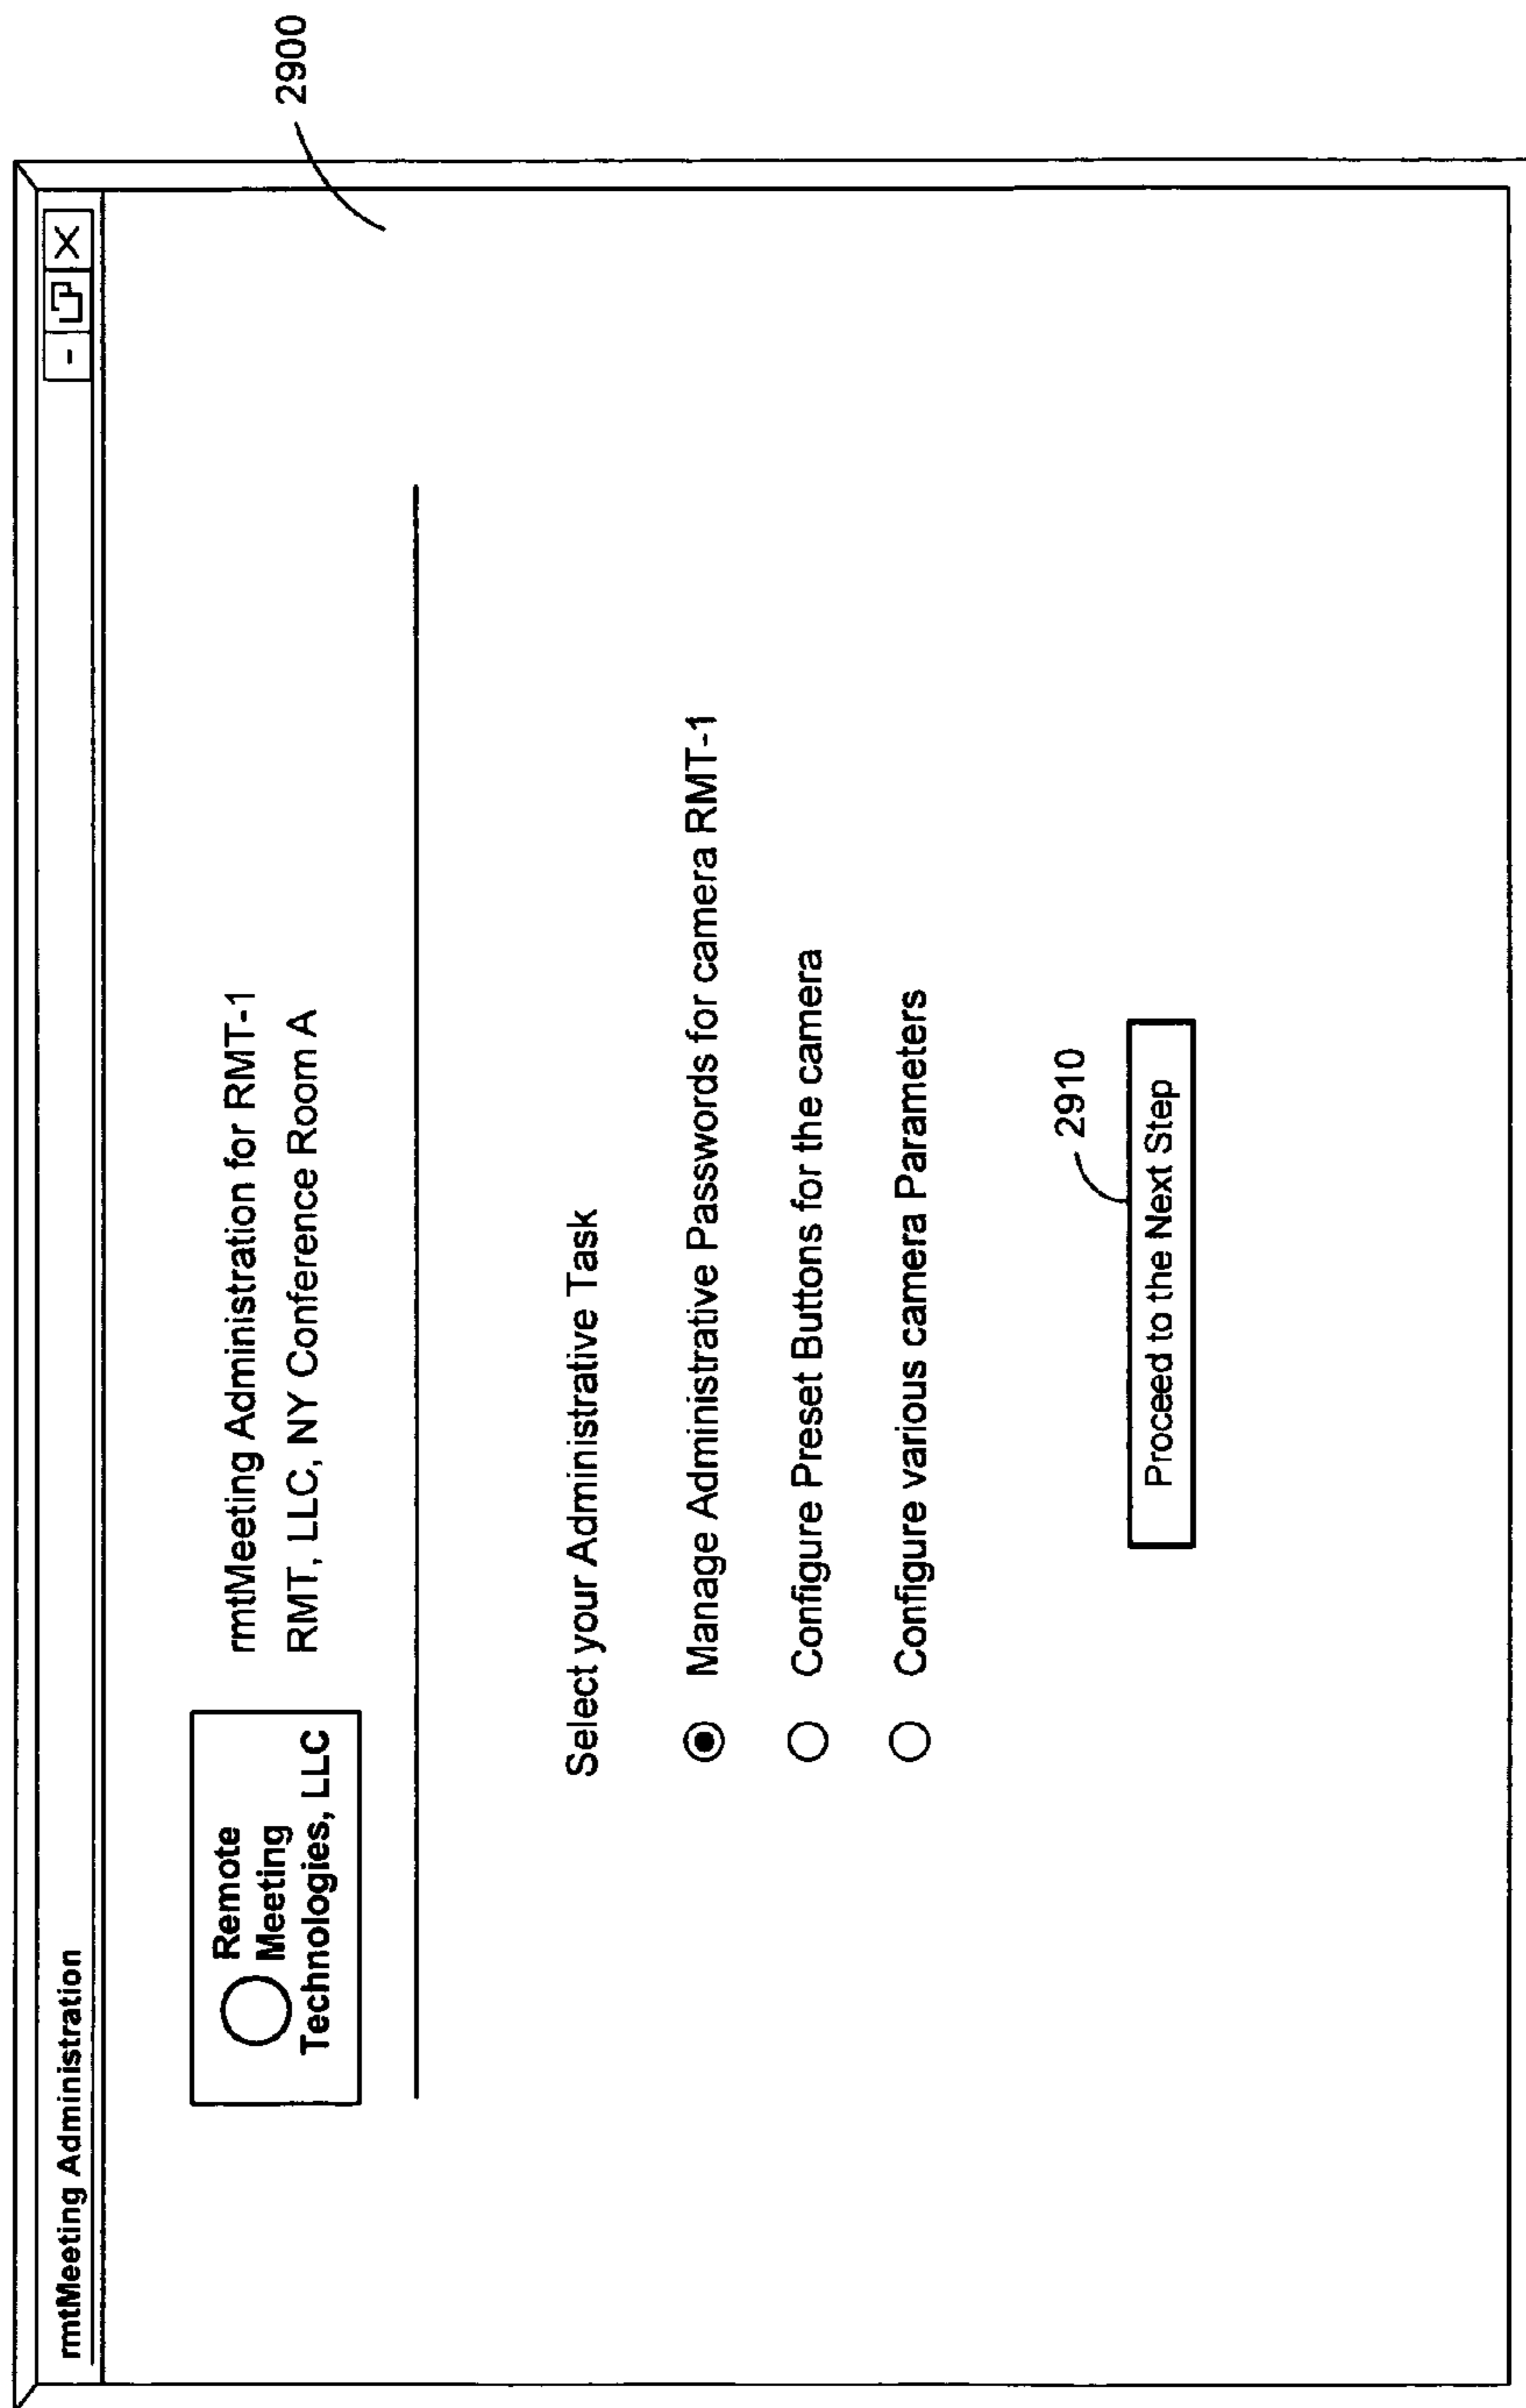 2900
rmtMeeting Administration
Remote
Meeting
Technologies, LLC
rmtMeeting Administration for RMT-1
RMT, LLC, NY Conference Room A
Select your Administrative Task
Manage Administrative Passwords for camera RMT-1
Configure Preset Buttons for the camera
Configure various camera Parameters
2910
Proceed to the Next Step